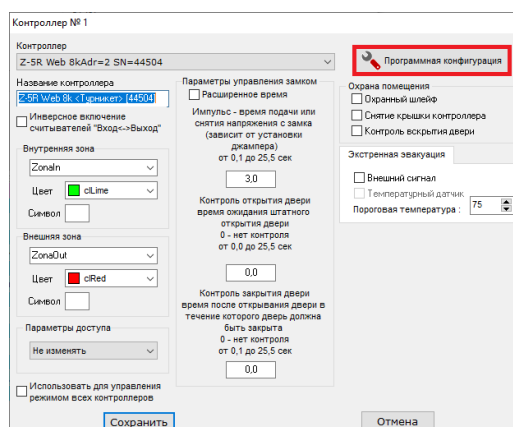 Контроллер № 1
Контроллер
Z-5R Web 8kAdr=2 SN=44504
Программная конфигурация
Название контроллера
Z-5R Web 8k <Турникет> [44504]
Инверсное включение
считывателей "Вход<->Выход"
Внутренняя зона
ZoneIn
Цвет
clLime
Символ
Внешняя зона
ZoneOut
Цвет
clRed
Символ
Параметры доступа
Не изменять
Использовать для управления
режимом всех контроллеров
Параметры управления замком
Расширенное время
Импульс - время подачи или
снятия напряжения с замка
(зависит от установки
джампера)
от 0,1 до 25,5 сек
3,0
Контроль открытия двери
время ожидания штатного
открытия двери
0 - нет контроля
от 0,0 до 25,5 сек
0,0
Контроль закрытия двери
время после открывания двери в
течение которого дверь должна
быть закрыта
0 - нет контроля
от 0,1 до 25,5 сек
0,0
Охрана помещения
Охранный шлейф
Снятие крышки контроллера
Контроль вскрытия двери
Экстренная эвакуация
Внешний сигнал
Температурный датчик
Пороговая температура :
75
Сохранить
Отмена